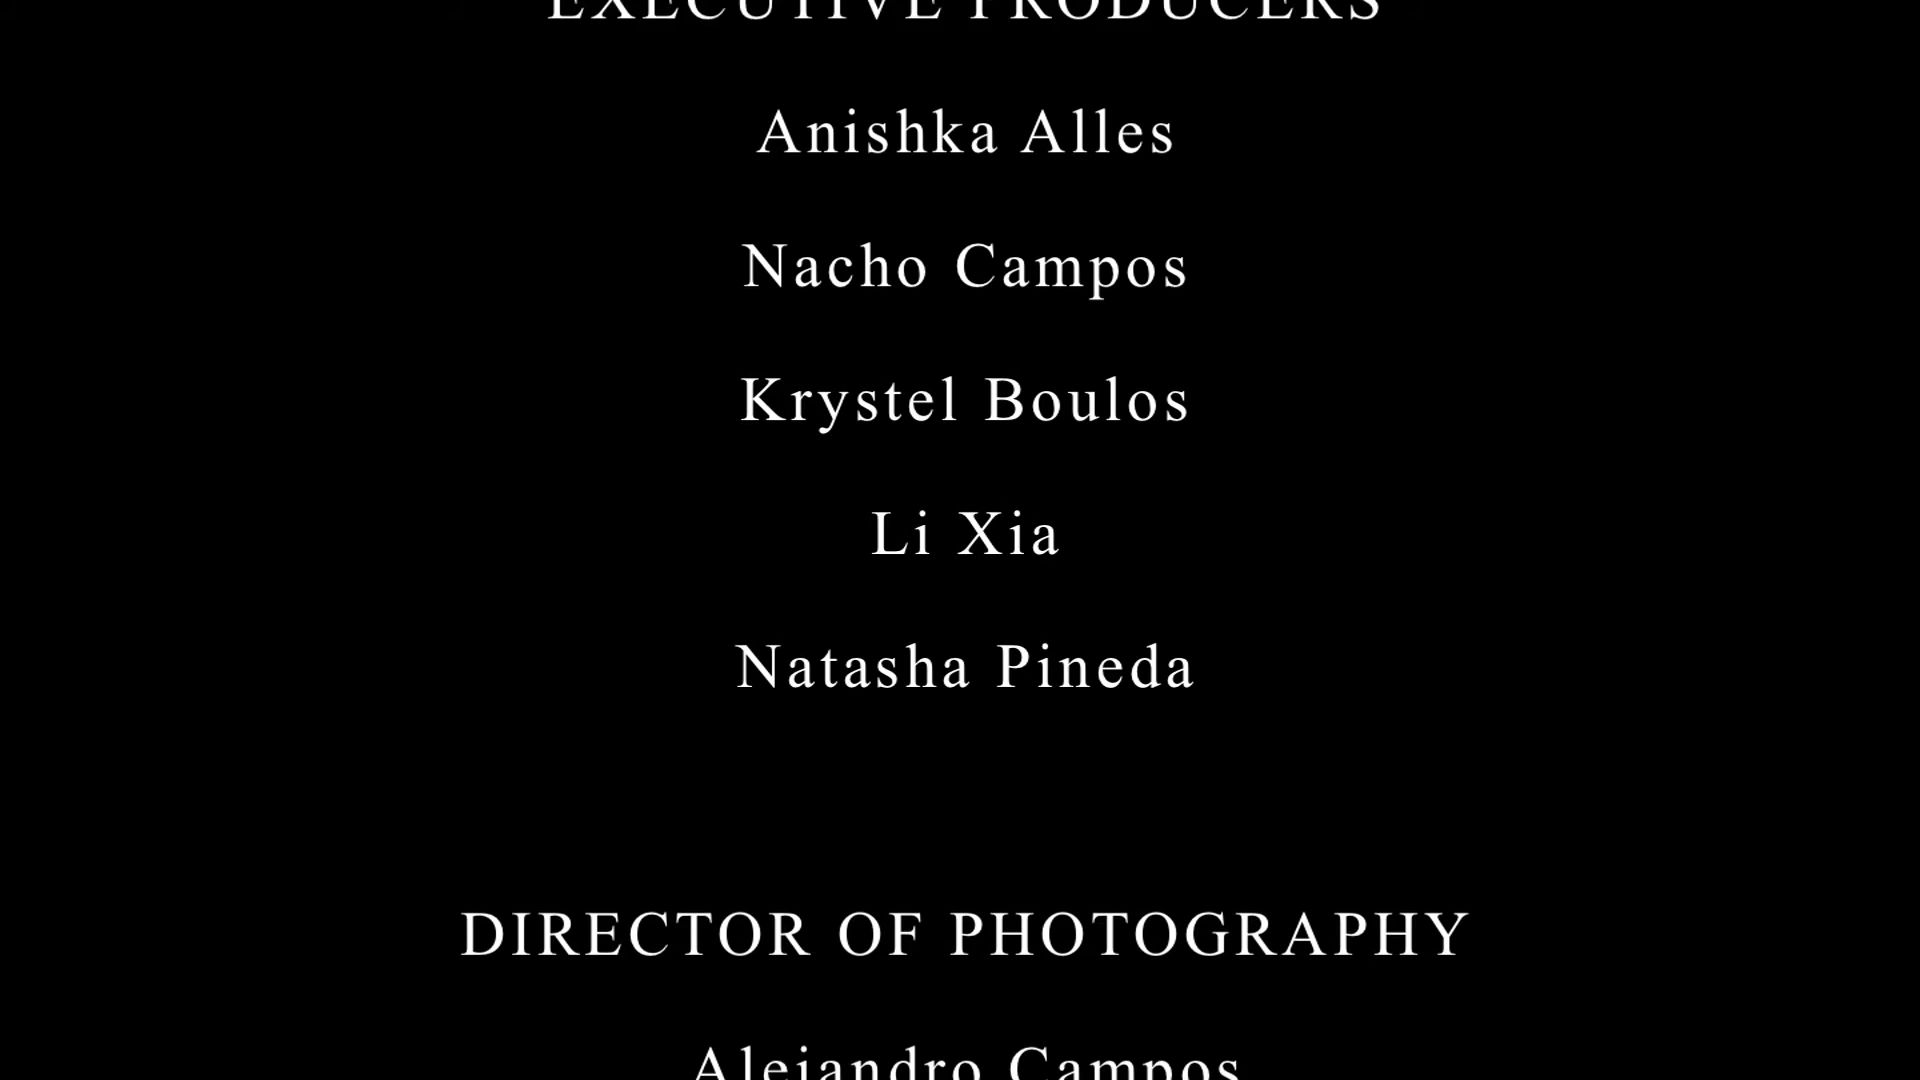 EXECUTIVE PRODUCERS
Anishka Alles
Nacho Campos
Krystel Boulos
Li Xia
Natasha Pineda
DIRECTOR OF PHOTOGRAPHY
Alejandro Campos